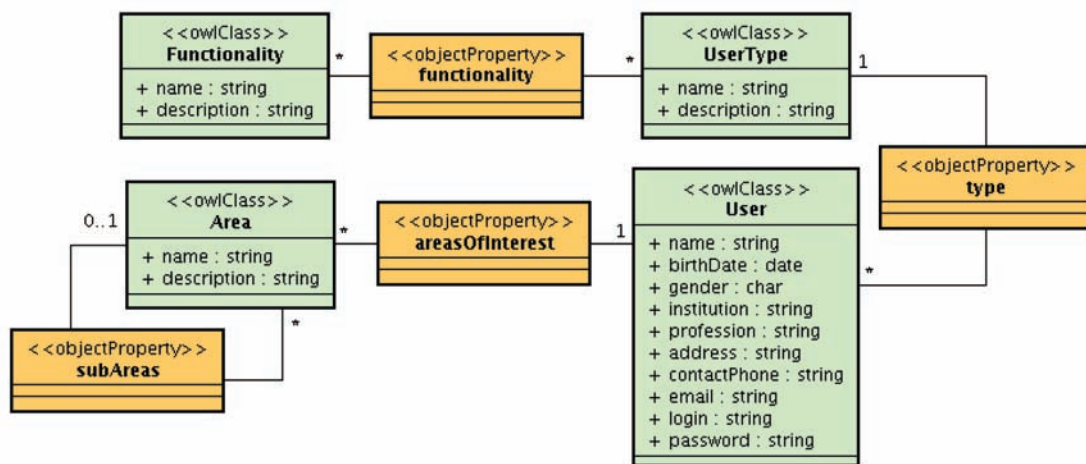 <<owlClass>>
Functionality
+ name : string
+ description : string
*
<<objectProperty>>
functionality
*
<<owlClass>>
UserType
+ name : string
+ description : string
1
<<objectProperty>>
type
*
0..1
<<owlClass>>
Area
+ name : string
+ description : string
*
*
<<objectProperty>>
subAreas
<<objectProperty>>
areasOfInterest
1
<<owlClass>>
User
+ name : string
+ birthDate : date
+ gender : char
+ institution : string
+ profession : string
+ address : string
+ contactPhone : string
+ email : string
+ login : string
+ password : string